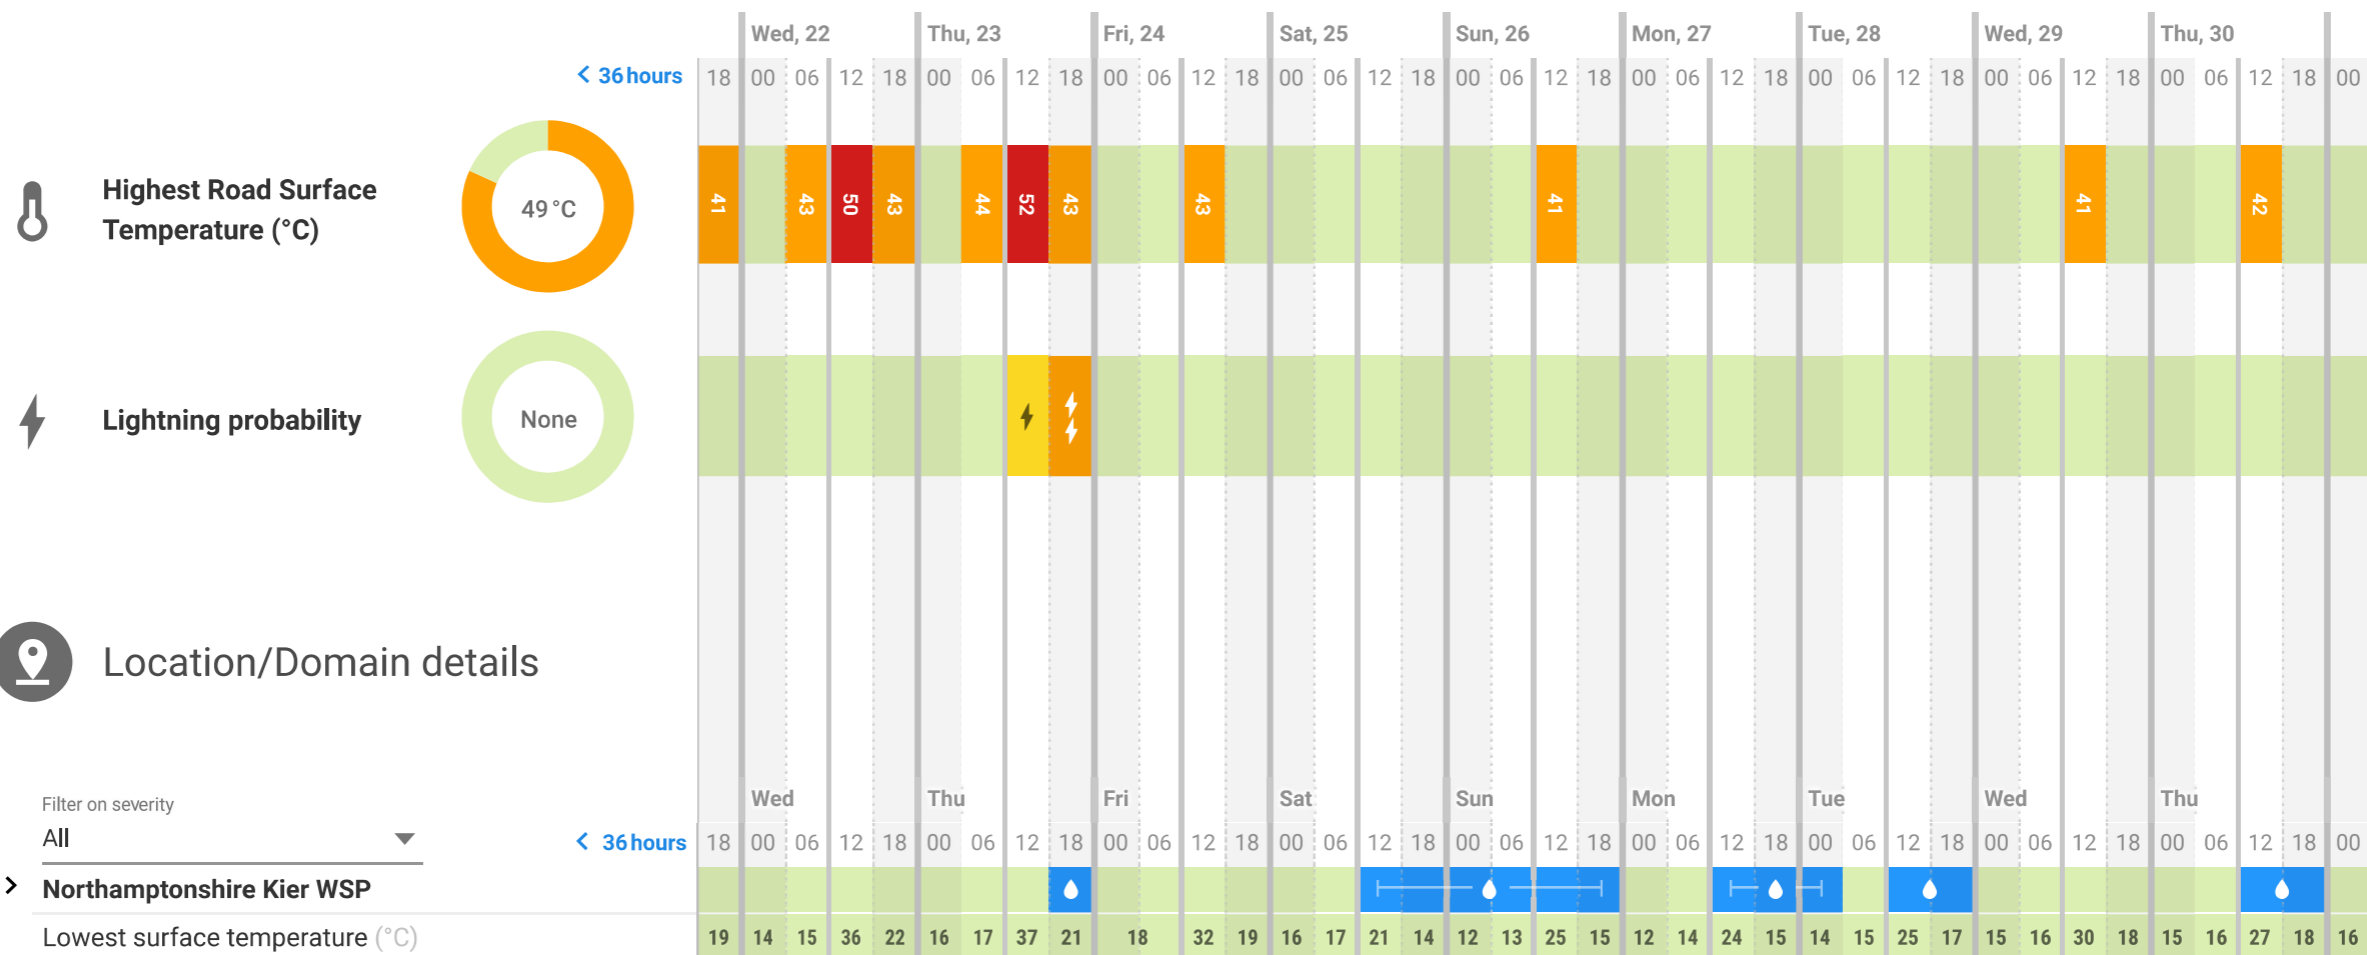 Wed, 22 Thu, 23 Fri, 24 Sat, 25 Sun, 26 Mon, 27 Tue, 28 Wed, 29 Thu, 30
< 36 hours 18 00 06 12 18 00 06 12 18 00 06 12 18 00 06 12 18 00 06 12 18 00 06 12 18 00 06 12 18 00 06 12 18 00 06 12 18 00
Highest Road Surface
Temperature (°C)
49 °C
41 43 50 43 44 52 43 43 41 41 42
Lightning probability
None
Location/Domain details
Wed Thu Fri Sat Sun Mon Tue Wed Thu
Filter on severity
All
< 36 hours 18 00 06 12 18 00 06 12 18 00 06 12 18 00 06 12 18 00 06 12 18 00 06 12 18 00 06 12 18 00 06 12 18 00 06 12 18 00
Northamptonshire Kier WSP
Lowest surface temperature (°C) 19 14 15 36 22 16 17 37 21 18 32 19 16 17 21 14 12 13 25 15 12 14 24 15 14 15 25 17 15 16 30 18 15 16 27 18 16